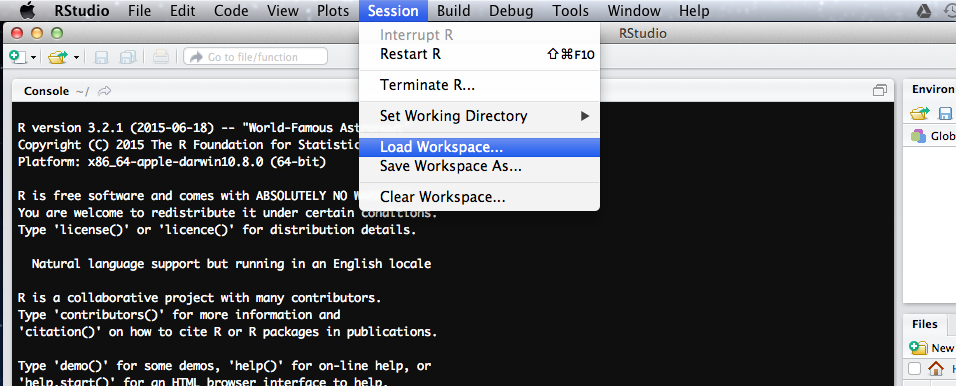 RStudio File Edit Code View Plots Session Build Debug Tools Window Help
RStudio
Interrupt R
Restart R ⇧⌘F10
Terminate R...
Set Working Directory
Load Workspace...
Save Workspace As...
Clear Workspace...
Go to file/function
Console ~/
R version 3.2.1 (2015-06-18) -- "World-Famous Ast
Copyright (C) 2015 The R Foundation for Statistic
Platform: x86_64-apple-darwin10.8.0 (64-bit)
R is free software and comes with ABSOLUTELY NO W
You are welcome to redistribute it under certain conditions.
Type 'license()' or 'licence()' for distribution details.
Natural language support but running in an English locale
R is a collaborative project with many contributors.
Type 'contributors()' for more information and
'citation()' on how to cite R or R packages in publications.
Type 'demo()' for some demos, 'help()' for on-line help, or
'help.start()' for an HTML browser interface to help.
Environ
Glob
Files
New